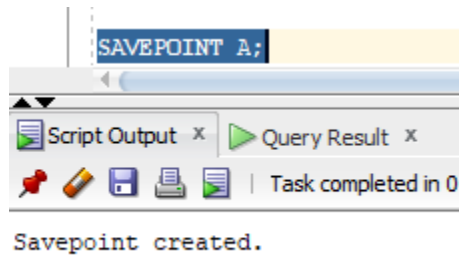 SAVEPOINT A;
Script Output x Query Result x
Task completed in 0
Savepoint created.